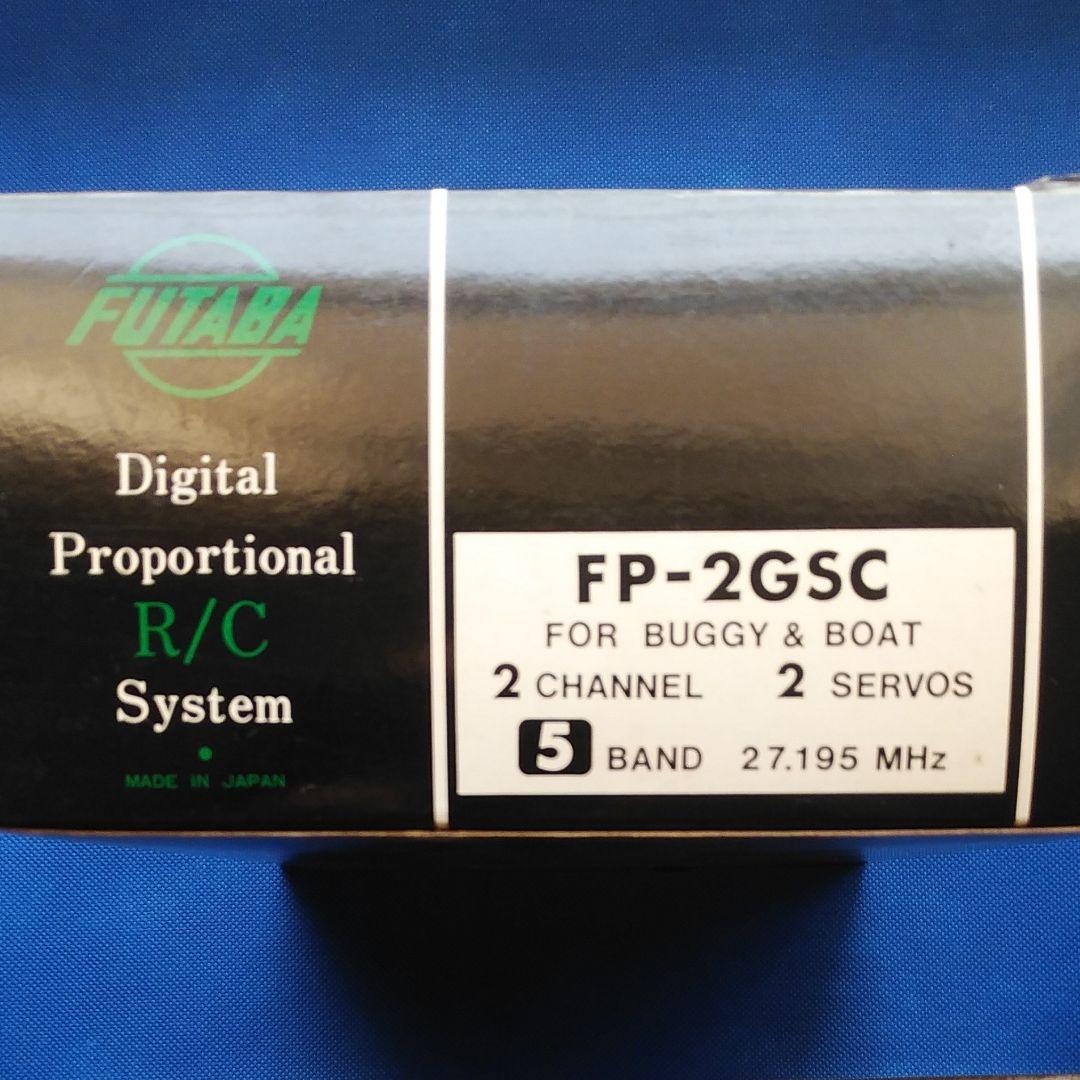 FUTABA
Digital
Proportional
R/C
System
MADE IN JAPAN
FP-2GSC
FOR BUGGY & BOAT
2 CHANNEL 2 SERVOS
5 BAND 27.195 MHz